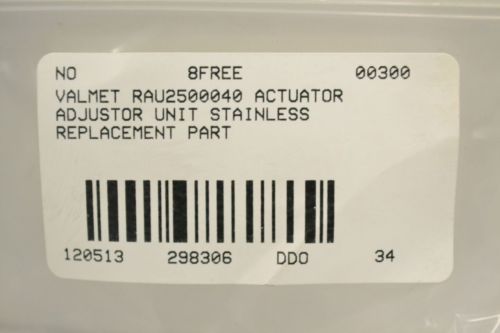 NO 8FREE 00300
VALMET RAU2500040 ACTUATOR
ADJUSTOR UNIT STAINLESS
REPLACEMENT PART
120513 298306 DDO 34